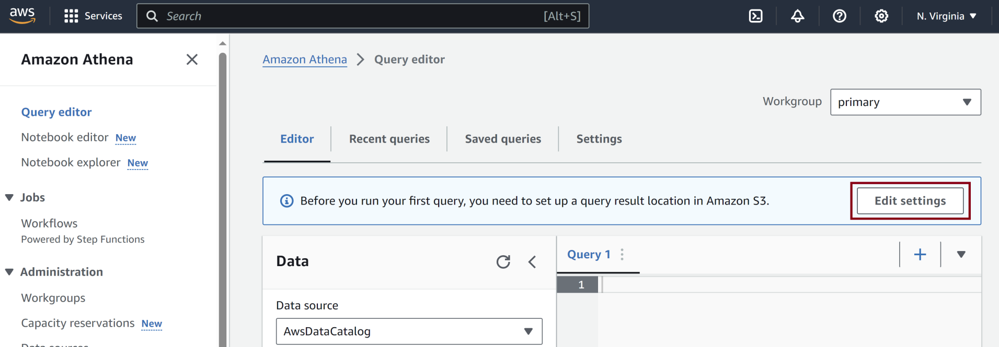 aws
Services
Search
[Alt+S]
N. Virginia
Amazon Athena
Query editor
Notebook editor New
Notebook explorer New
Jobs
Workflows
Powered by Step Functions
Administration
Workgroups
Capacity reservations New
Data sources
Amazon Athena > Query editor
Workgroup primary
Editor
Recent queries
Saved queries
Settings
Before you run your first query, you need to set up a query result location in Amazon S3.
Edit settings
Data
Data source
AwsDataCatalog
Query 1
1